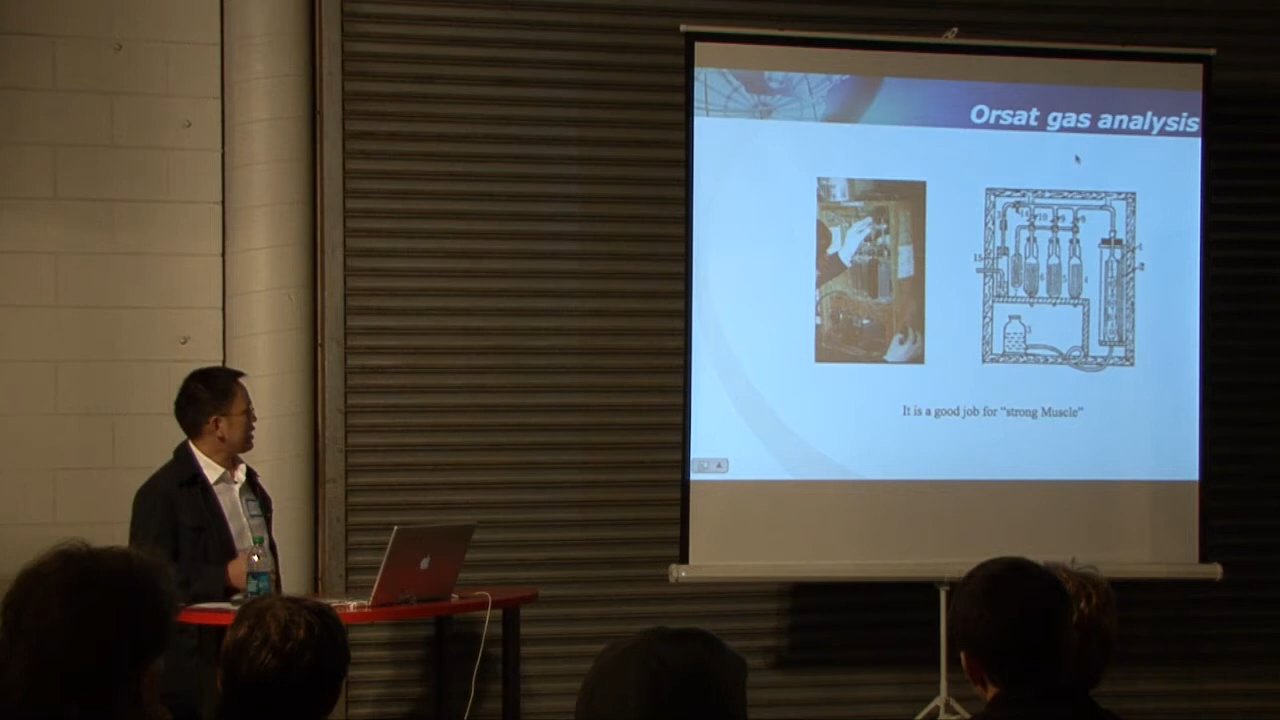 Orsat gas analysis
It is a good job for “strong Muscle”